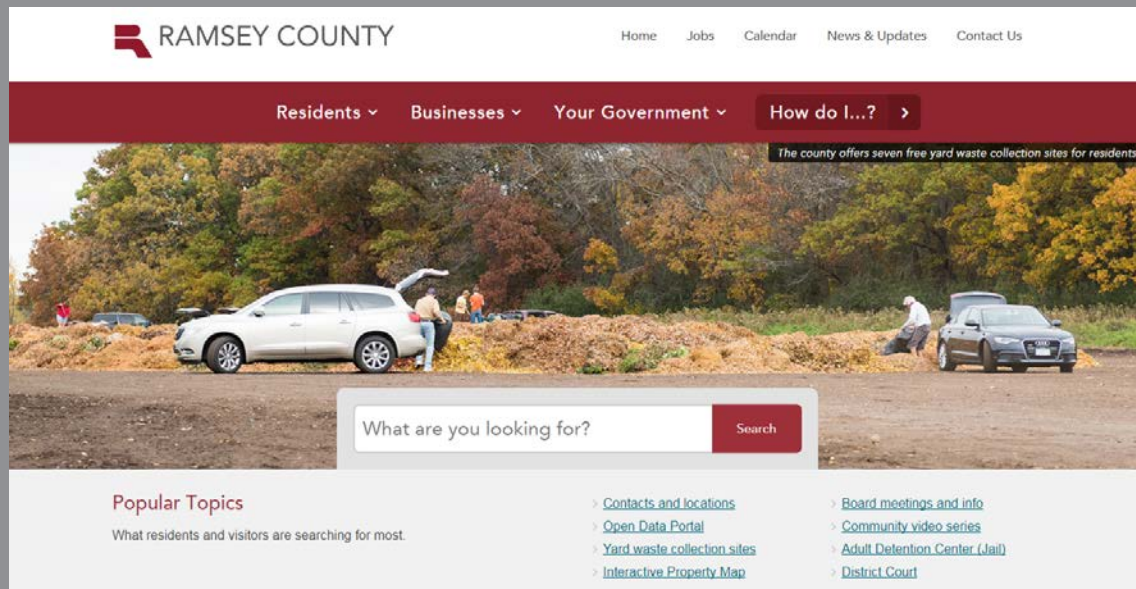 RAMSEY COUNTY
Home Jobs Calendar News & Updates Contact Us
Residents Businesses Your Government How do I...?
The county offers seven free yard waste collection sites for residents
What are you looking for? Search
Popular Topics
What residents and visitors are searching for most.
Contacts and locations
Open Data Portal
Yard waste collection sites
Interactive Property Map
Board meetings and info
Community video series
Adult Detention Center (Jail)
District Court